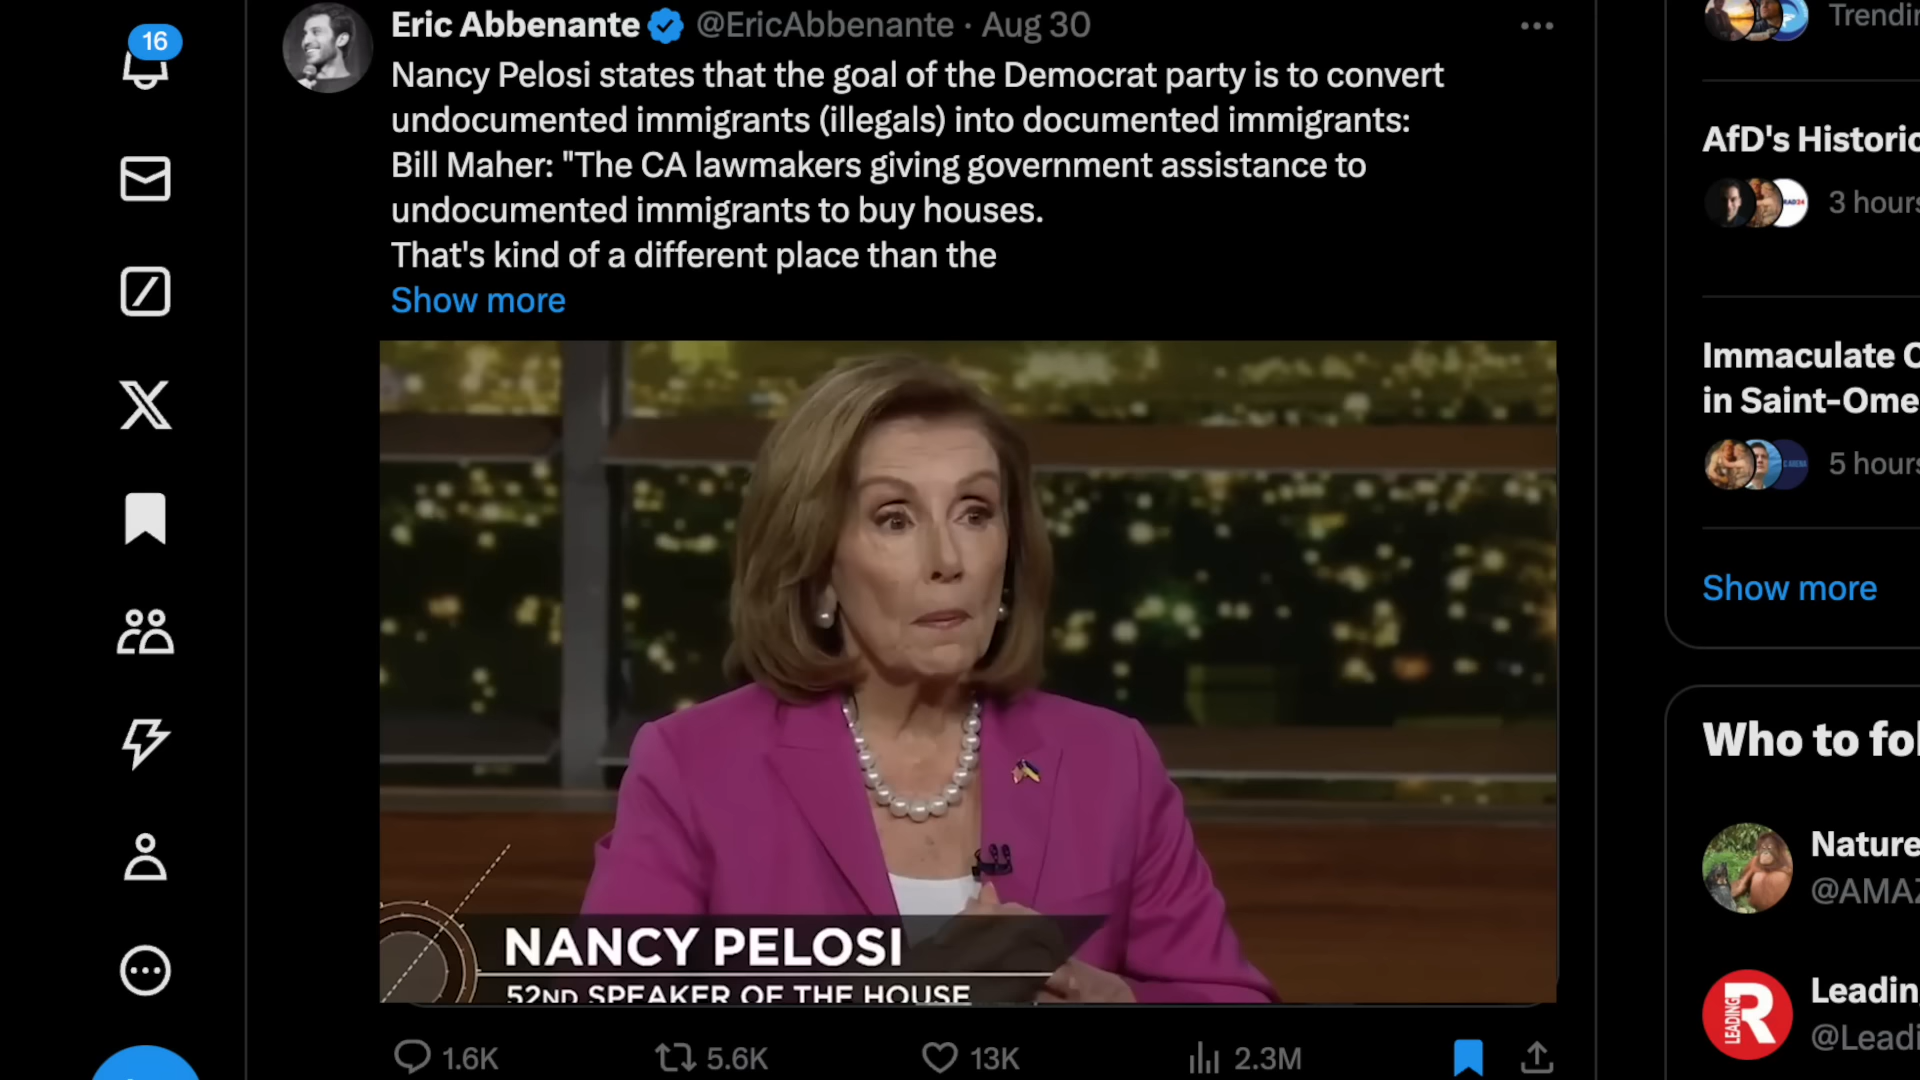 16
Eric Abbenante @EricAbbenante · Aug 30
Nancy Pelosi states that the goal of the Democrat party is to convert
undocumented immigrants (illegals) into documented immigrants:
Bill Maher: "The CA lawmakers giving government assistance to
undocumented immigrants to buy houses.
That's kind of a different place than the
Show more
NANCY PELOSI
52ND SPEAKER OF THE HOUSE
1.6K 5.6K 13K 2.3M
AfD's Historic
3 hours
Immaculate C
in Saint-Ome
5 hours
Show more
Who to fol
Nature
@AMAZ
LEADING
R
Leadin
@Leadi